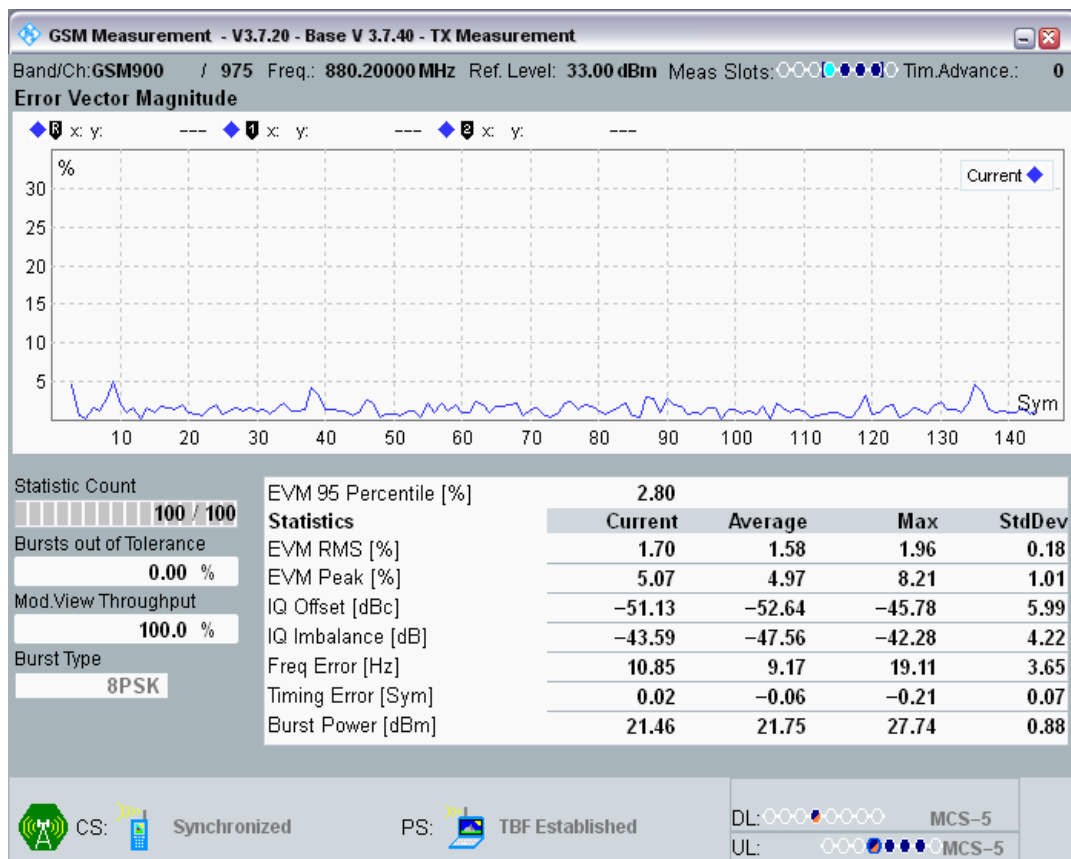 GSM Measurement - V3.7.20 - Base V 3.7.40 - TX Measurement
Band/Ch:GSM900 / 975 Freq.: 880.20000 MHz Ref. Level: 33.00 dBm Meas Slots: Tim.Advance.: 0
Error Vector Magnitude
R x: y: --- 1 x: y: --- 2 x: y: ---
%
Current
30
25
20
15
10
5
Sym
10 20 30 40 50 60 70 80 90 100 110 120 130 140
Statistic Count
100 / 100
Bursts out of Tolerance
0.00 %
Mod.View Throughput
100.0 %
Burst Type
8PSK
EVM 95 Percentile [%] 2.80
Statistics Current Average Max StdDev
EVM RMS [%] 1.70 1.58 1.96 0.18
EVM Peak [%] 5.07 4.97 8.21 1.01
IQ Offset [dBc] −51.13 −52.64 −45.78 5.99
IQ Imbalance [dB] −43.59 −47.56 −42.28 4.22
Freq Error [Hz] 10.85 9.17 19.11 3.65
Timing Error [Sym] 0.02 −0.06 −0.21 0.07
Burst Power [dBm] 21.46 21.75 27.74 0.88
CS: Synchronized PS: TBF Established
DL: MCS−5
UL: MCS−5